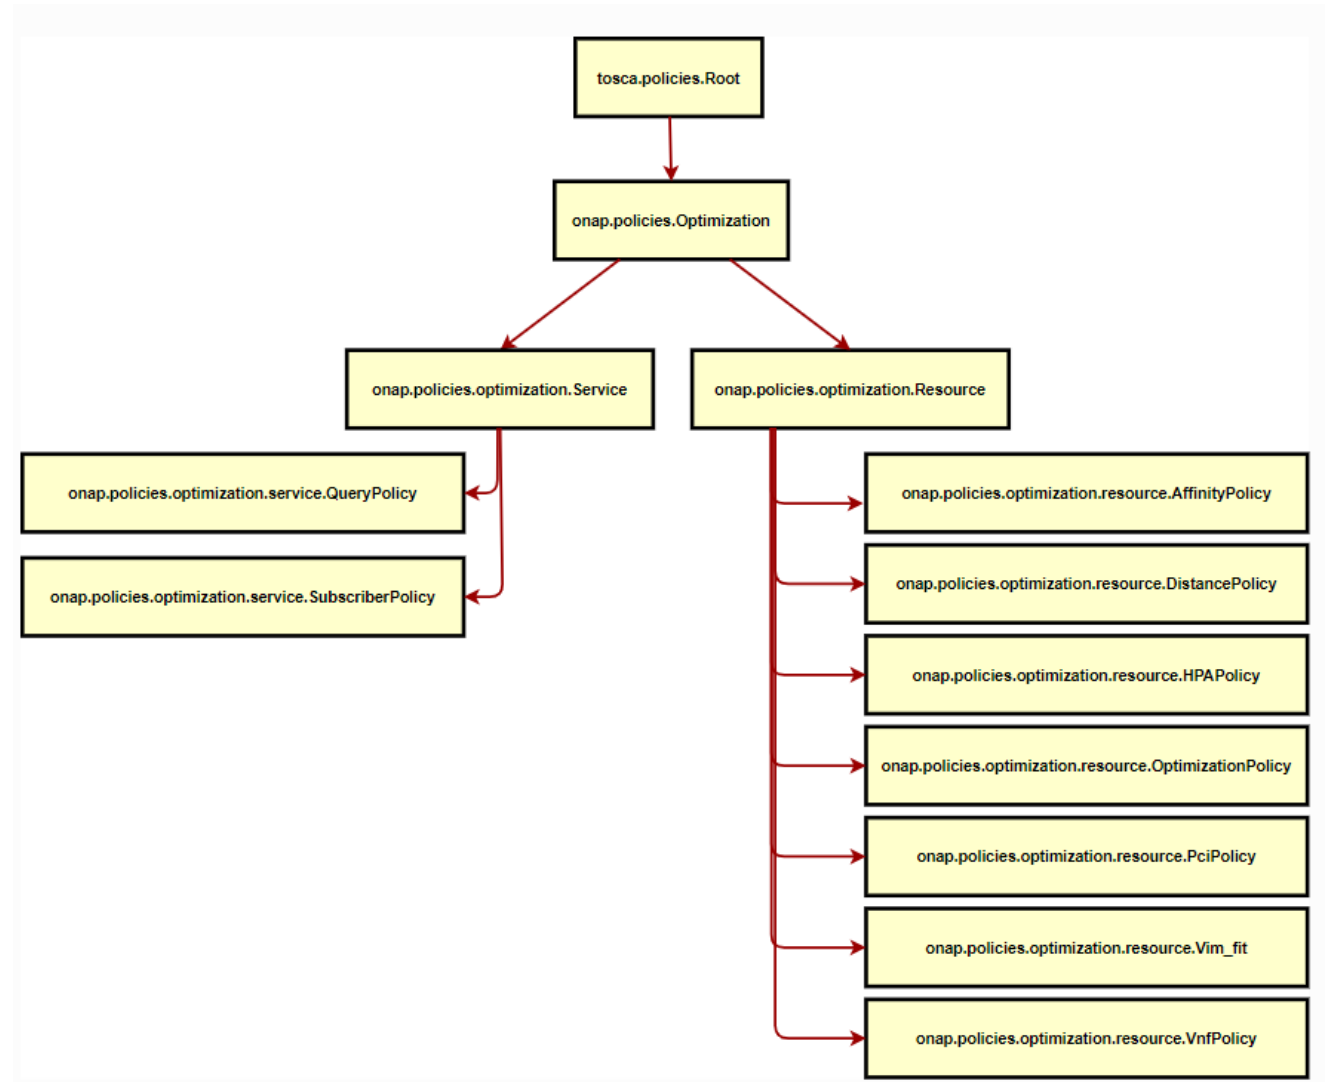 tosca.policies.Root
onap.policies.Optimization
onap.policies.optimization.Service
onap.policies.optimization.Resource
onap.policies.optimization.service.QueryPolicy
onap.policies.optimization.service.SubscriberPolicy
onap.policies.optimization.resource.AffinityPolicy
onap.policies.optimization.resource.DistancePolicy
onap.policies.optimization.resource.HPAPolicy
onap.policies.optimization.resource.OptimizationPolicy
onap.policies.optimization.resource.PciPolicy
onap.policies.optimization.resource.Vim_fit
onap.policies.optimization.resource.VnfPolicy